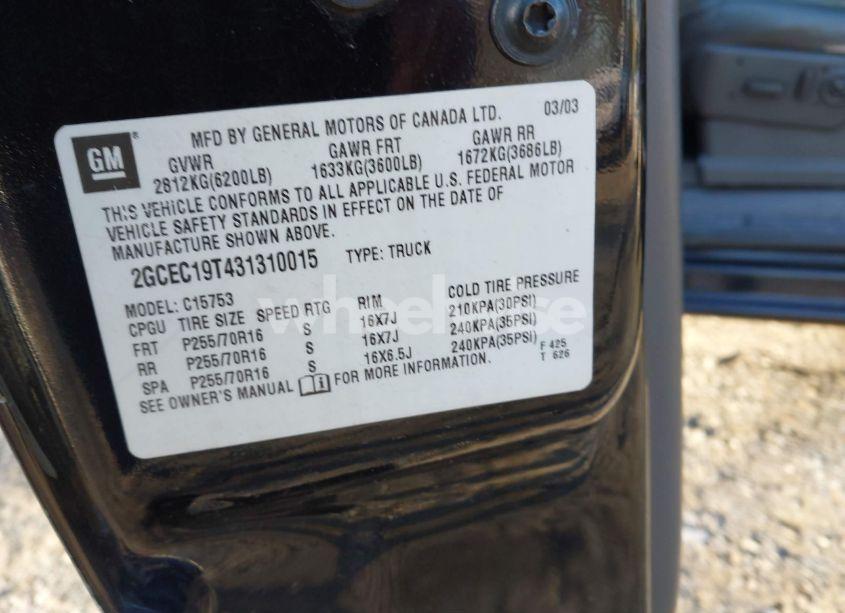 GM ®
MFD BY GENERAL MOTORS OF CANADA LTD. 03/03
GVWR GAWR FRT GAWR RR
2812KG(6200LB) 1633KG(3600LB) 1672KG(3686LB)
THIS VEHICLE CONFORMS TO ALL APPLICABLE U.S. FEDERAL MOTOR
VEHICLE SAFETY STANDARDS IN EFFECT ON THE DATE OF
MANUFACTURE SHOWN ABOVE.
2GCEC19T431310015 TYPE: TRUCK
MODEL: C15753
CPGU TIRE SIZE SPEED RTG RIM COLD TIRE PRESSURE
FRT P255/70R16 S 16X7J 210KPA(30PSI)
RR P255/70R16 S 16X7J 240KPA(35PSI)
SPA P255/70R16 S 16X6.5J 240KPA(35PSI)
F 425
T 626
SEE OWNER'S MANUAL FOR MORE INFORMATION.